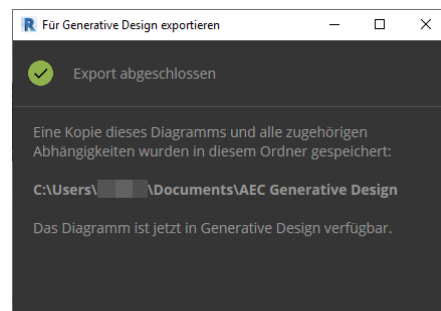 R Für Generative Design exportieren
Export abgeschlossen
Eine Kopie dieses Diagramms und alle zugehörigen
Abhängigkeiten wurden in diesem Ordner gespeichert:
C:\Users\ \Documents\AEC Generative Design
Das Diagramm ist jetzt in Generative Design verfügbar.